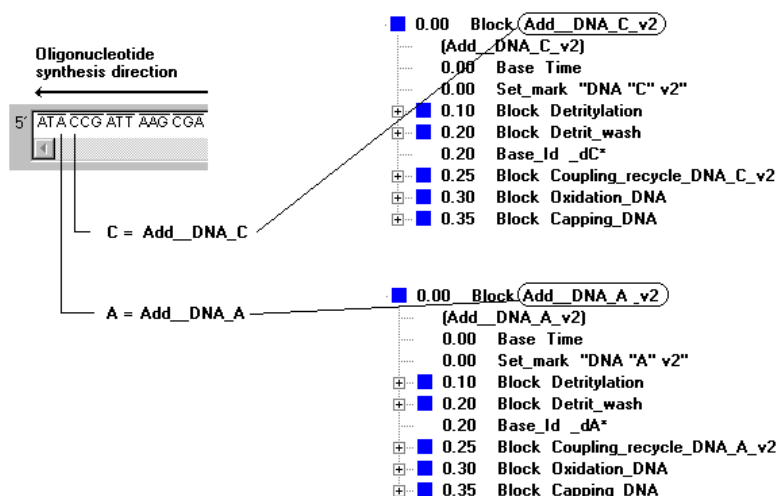 Oligonucleotide
synthesis direction
5' ATA CCG ATT AAG CGA
C = Add__DNA_C
A = Add__DNA_A
0.00 Block Add__DNA_C_v2
(Add__DNA_C_v2)
0.00 Base Time
0.00 Set_mark "DNA "C" v2"
0.10 Block Detritylation
0.20 Block Detrit_wash
0.20 Base_Id _dC*
0.25 Block Coupling_recycle_DNA_C_v2
0.30 Block Oxidation_DNA
0.35 Block Capping_DNA
0.00 Block Add__DNA_A_v2
(Add__DNA_A_v2)
0.00 Base Time
0.00 Set_mark "DNA "A" v2"
0.10 Block Detritylation
0.20 Block Detrit_wash
0.20 Base_Id _dA*
0.25 Block Coupling_recycle_DNA_A_v2
0.30 Block Oxidation_DNA
0.35 Block Capping_DNA